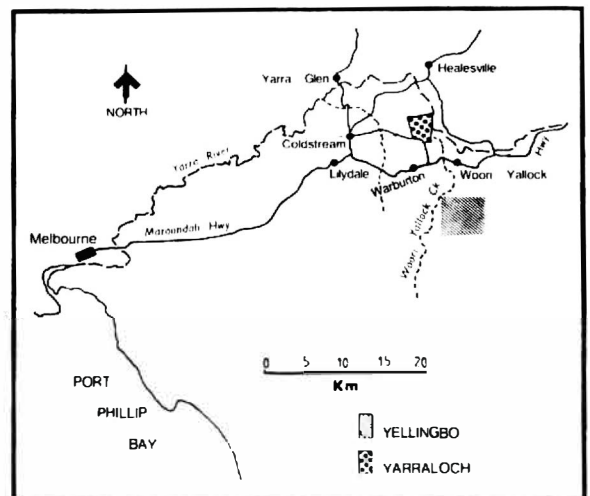 Healesville
Yarra Glen
NORTH
Coldstream
Yarra River
Lilydale
Warburton
Woori Yallock
Hwy
Woori Yallock Ck
Maroondah Hwy
Melbourne
0 5 10 15 20
Km
PORT
PHILLIP
BAY
YELLINGBO
YARRALOCH